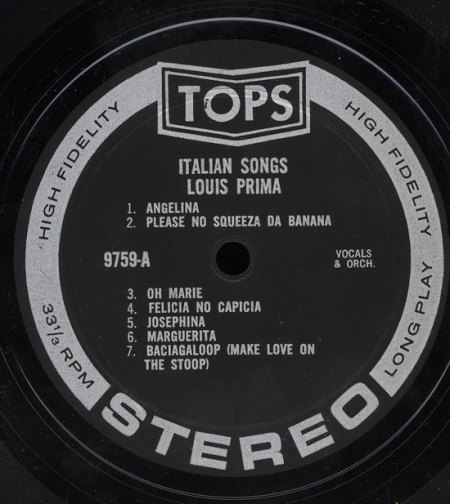 TOPS
HIGH FIDELITY
HIGH FIDELITY
ITALIAN SONGS
LOUIS PRIMA
1. ANGELINA
2. PLEASE NO SQUEEZA DA BANANA
9759-A
VOCALS
& ORCH.
3. OH MARIE
4. FELICIA NO CAPICIA
5. JOSEPHINA
6. MARGUERITA
7. BACIAGALOOP (MAKE LOVE ON
THE STOOP)
33 1/3 RPM
LONG PLAY
STEREO